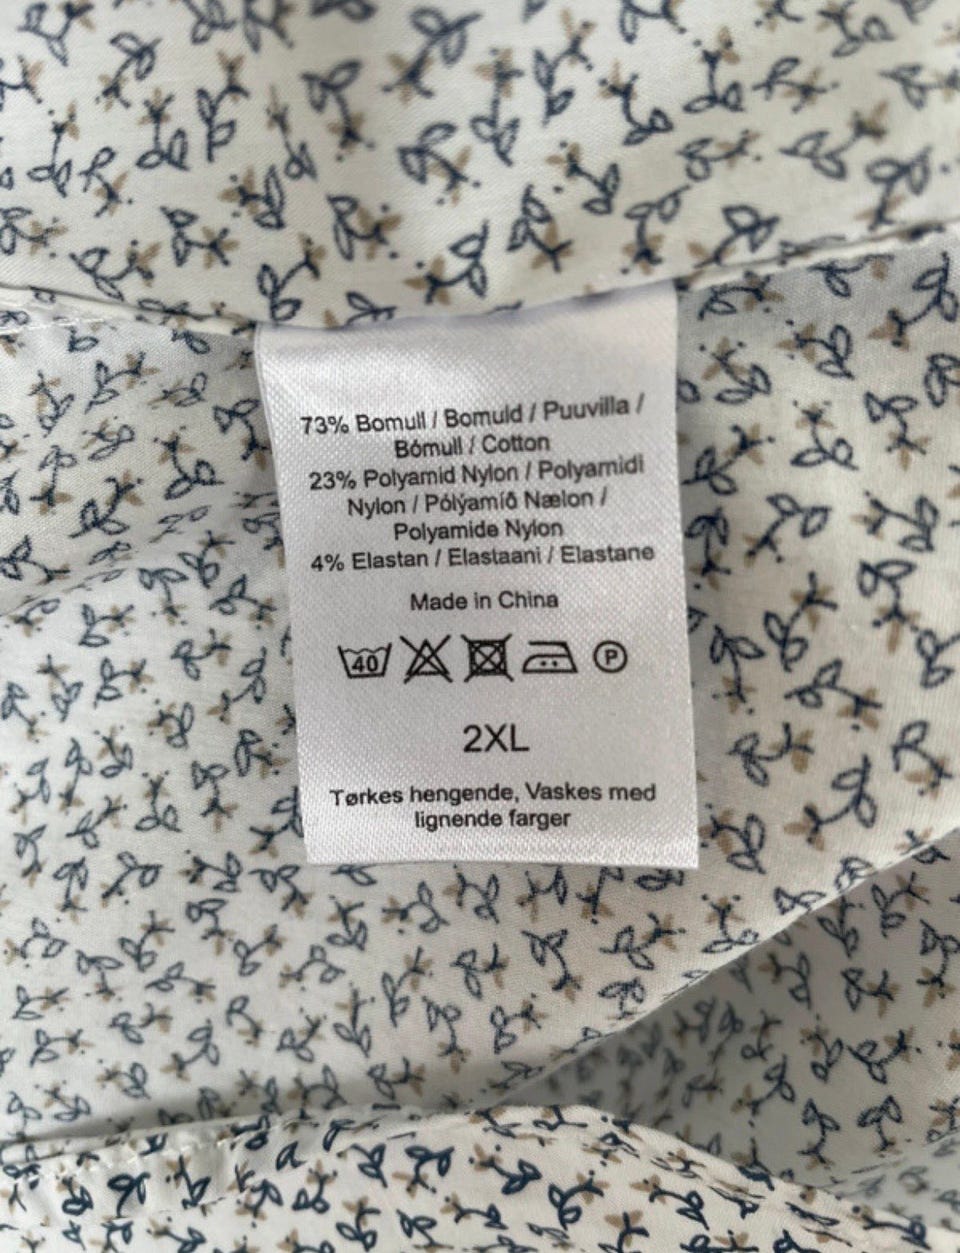 73% Bomull / Bomuld / Puuvilla /
Bómull / Cotton
23% Polyamid Nylon / Polyamidi
Nylon / Pólýamíð Nælon /
Polyamide Nylon
4% Elastan / Elastaani / Elastane
Made in China
40 P
2XL
Tørkes hengende, Vaskes med
lignende farger